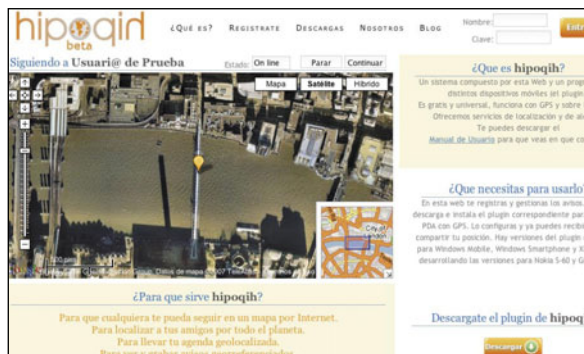 hipoqih
beta
¿QUÉ ES? REGISTRATE DESCARGAS NOSOTROS BLOG
Nombre:
Clave:
Siguiendo a Usuari@ de Prueba
Estado: On line Parar Continuar
Mapa Satélite Híbrido
City of
London
¿Para que sirve hipoqih?
Para que cualquiera te pueda seguir en un mapa por Internet.
Para localizar a tus amigos por todo el planeta.
Para llevar tu agenda geolocalizada.
¿Que es hipoqih?
Un sistema compuesto por esta Web y un
distintos dispositivos móviles (el plugin
Es gratis y universal, funciona con GPS y sobre
Ofrecemos servicios de localización y de
Te puedes descargar el
Manual de Usuario para que veas en que
¿Que necesitas para usarlo?
En esta web te registras y gestionas los avisos.
descarga e instala el plugin correspondiente
PDA con GPS. Lo configuras y ya puedes
compartir tu posición. Hay versiones del plugin
para Windows Mobile, Windows Smartphone y
desarrollando las versiones para Nokia S-60 y
Descargate el plugin de
Descargar